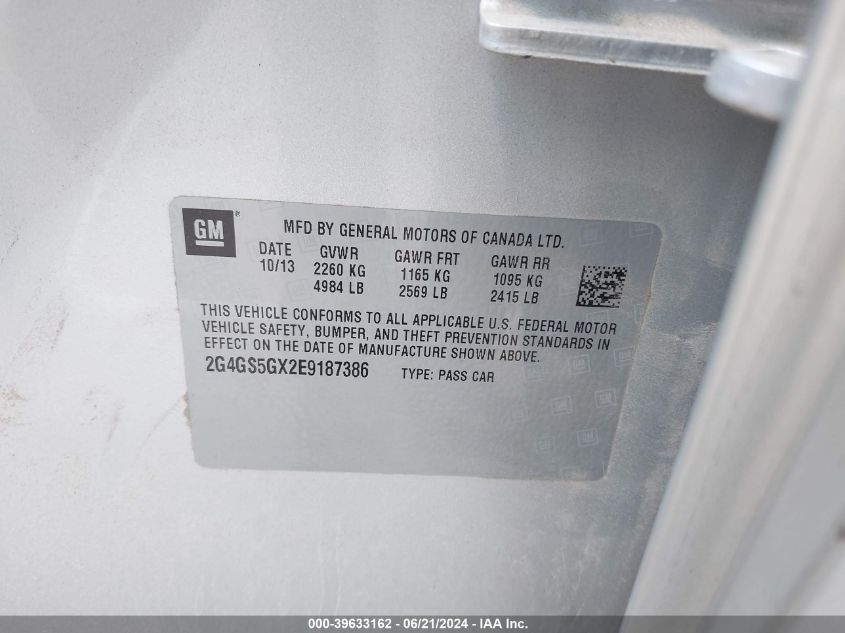 GM®
MFD BY GENERAL MOTORS OF CANADA LTD.
DATE GVWR GAWR FRT GAWR RR
10/13 2260 KG 1165 KG 1095 KG
4984 LB 2569 LB 2415 LB
THIS VEHICLE CONFORMS TO ALL APPLICABLE U.S. FEDERAL MOTOR
VEHICLE SAFETY, BUMPER, AND THEFT PREVENTION STANDARDS IN
EFFECT ON THE DATE OF MANUFACTURE SHOWN ABOVE.
2G4GS5GX2E9187386 TYPE: PASS CAR
000-39633162 - 06/21/2024 - IAA Inc.